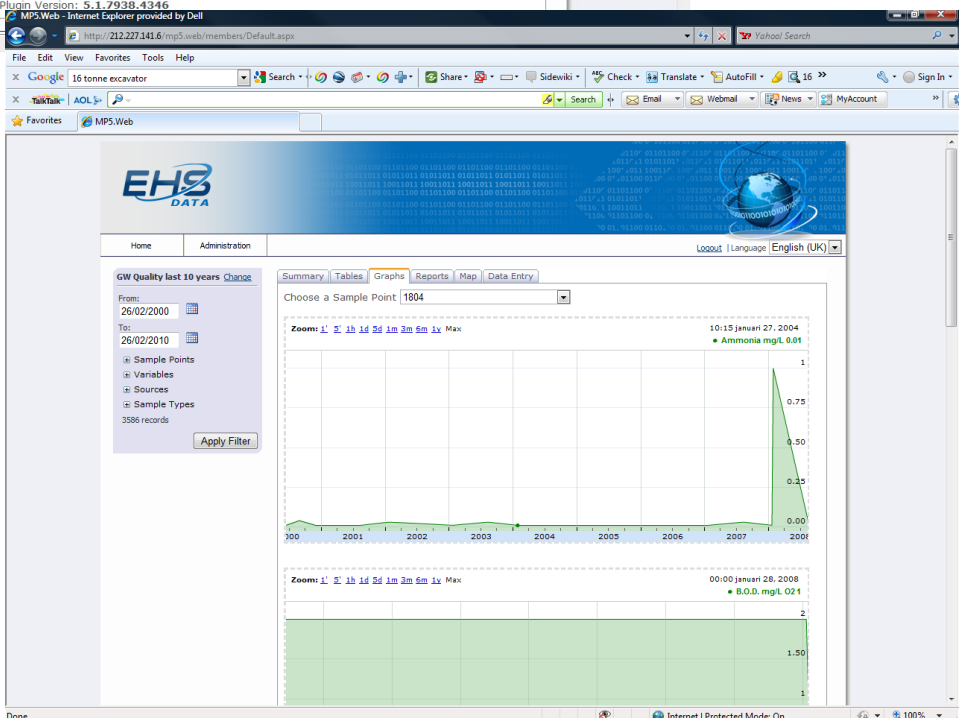 Plugin Version: 5.1.7938.4346
MP5.Web - Internet Explorer provided by Dell
http://212.227.141.6/mp5.web/members/Default.aspx
Yahoo! Search
File Edit View Favorites Tools Help
x Google 16 tonne excavator Search Share Sidewiki Check Translate AutoFill 16 » Sign In
x TalkTalk AOL Search Email Webmail News MyAccount »
Favorites MP5.Web
EHS
DATA
Home Administration
Logout | Language English (UK)
GW Quality last 10 years Change
From:
26/02/2000
To:
26/02/2010
Sample Points
Variables
Sources
Sample Types
3586 records
Apply Filter
Summary Tables Graphs Reports Map Data Entry
Choose a Sample Point 1804
Zoom: 1' 5' 1h 1d 5d 1m 3m 6m 1y Max
10:15 januari 27, 2004
Ammonia mg/L 0.01
1
0.75
0.50
0.25
0.00
000 2001 2002 2003 2004 2005 2006 2007 2008
Zoom: 1' 5' 1h 1d 5d 1m 3m 6m 1y Max
00:00 januari 28, 2008
B.O.D. mg/L O2 1
2
1.50
1
Done
Internet | Protected Mode: On
100%